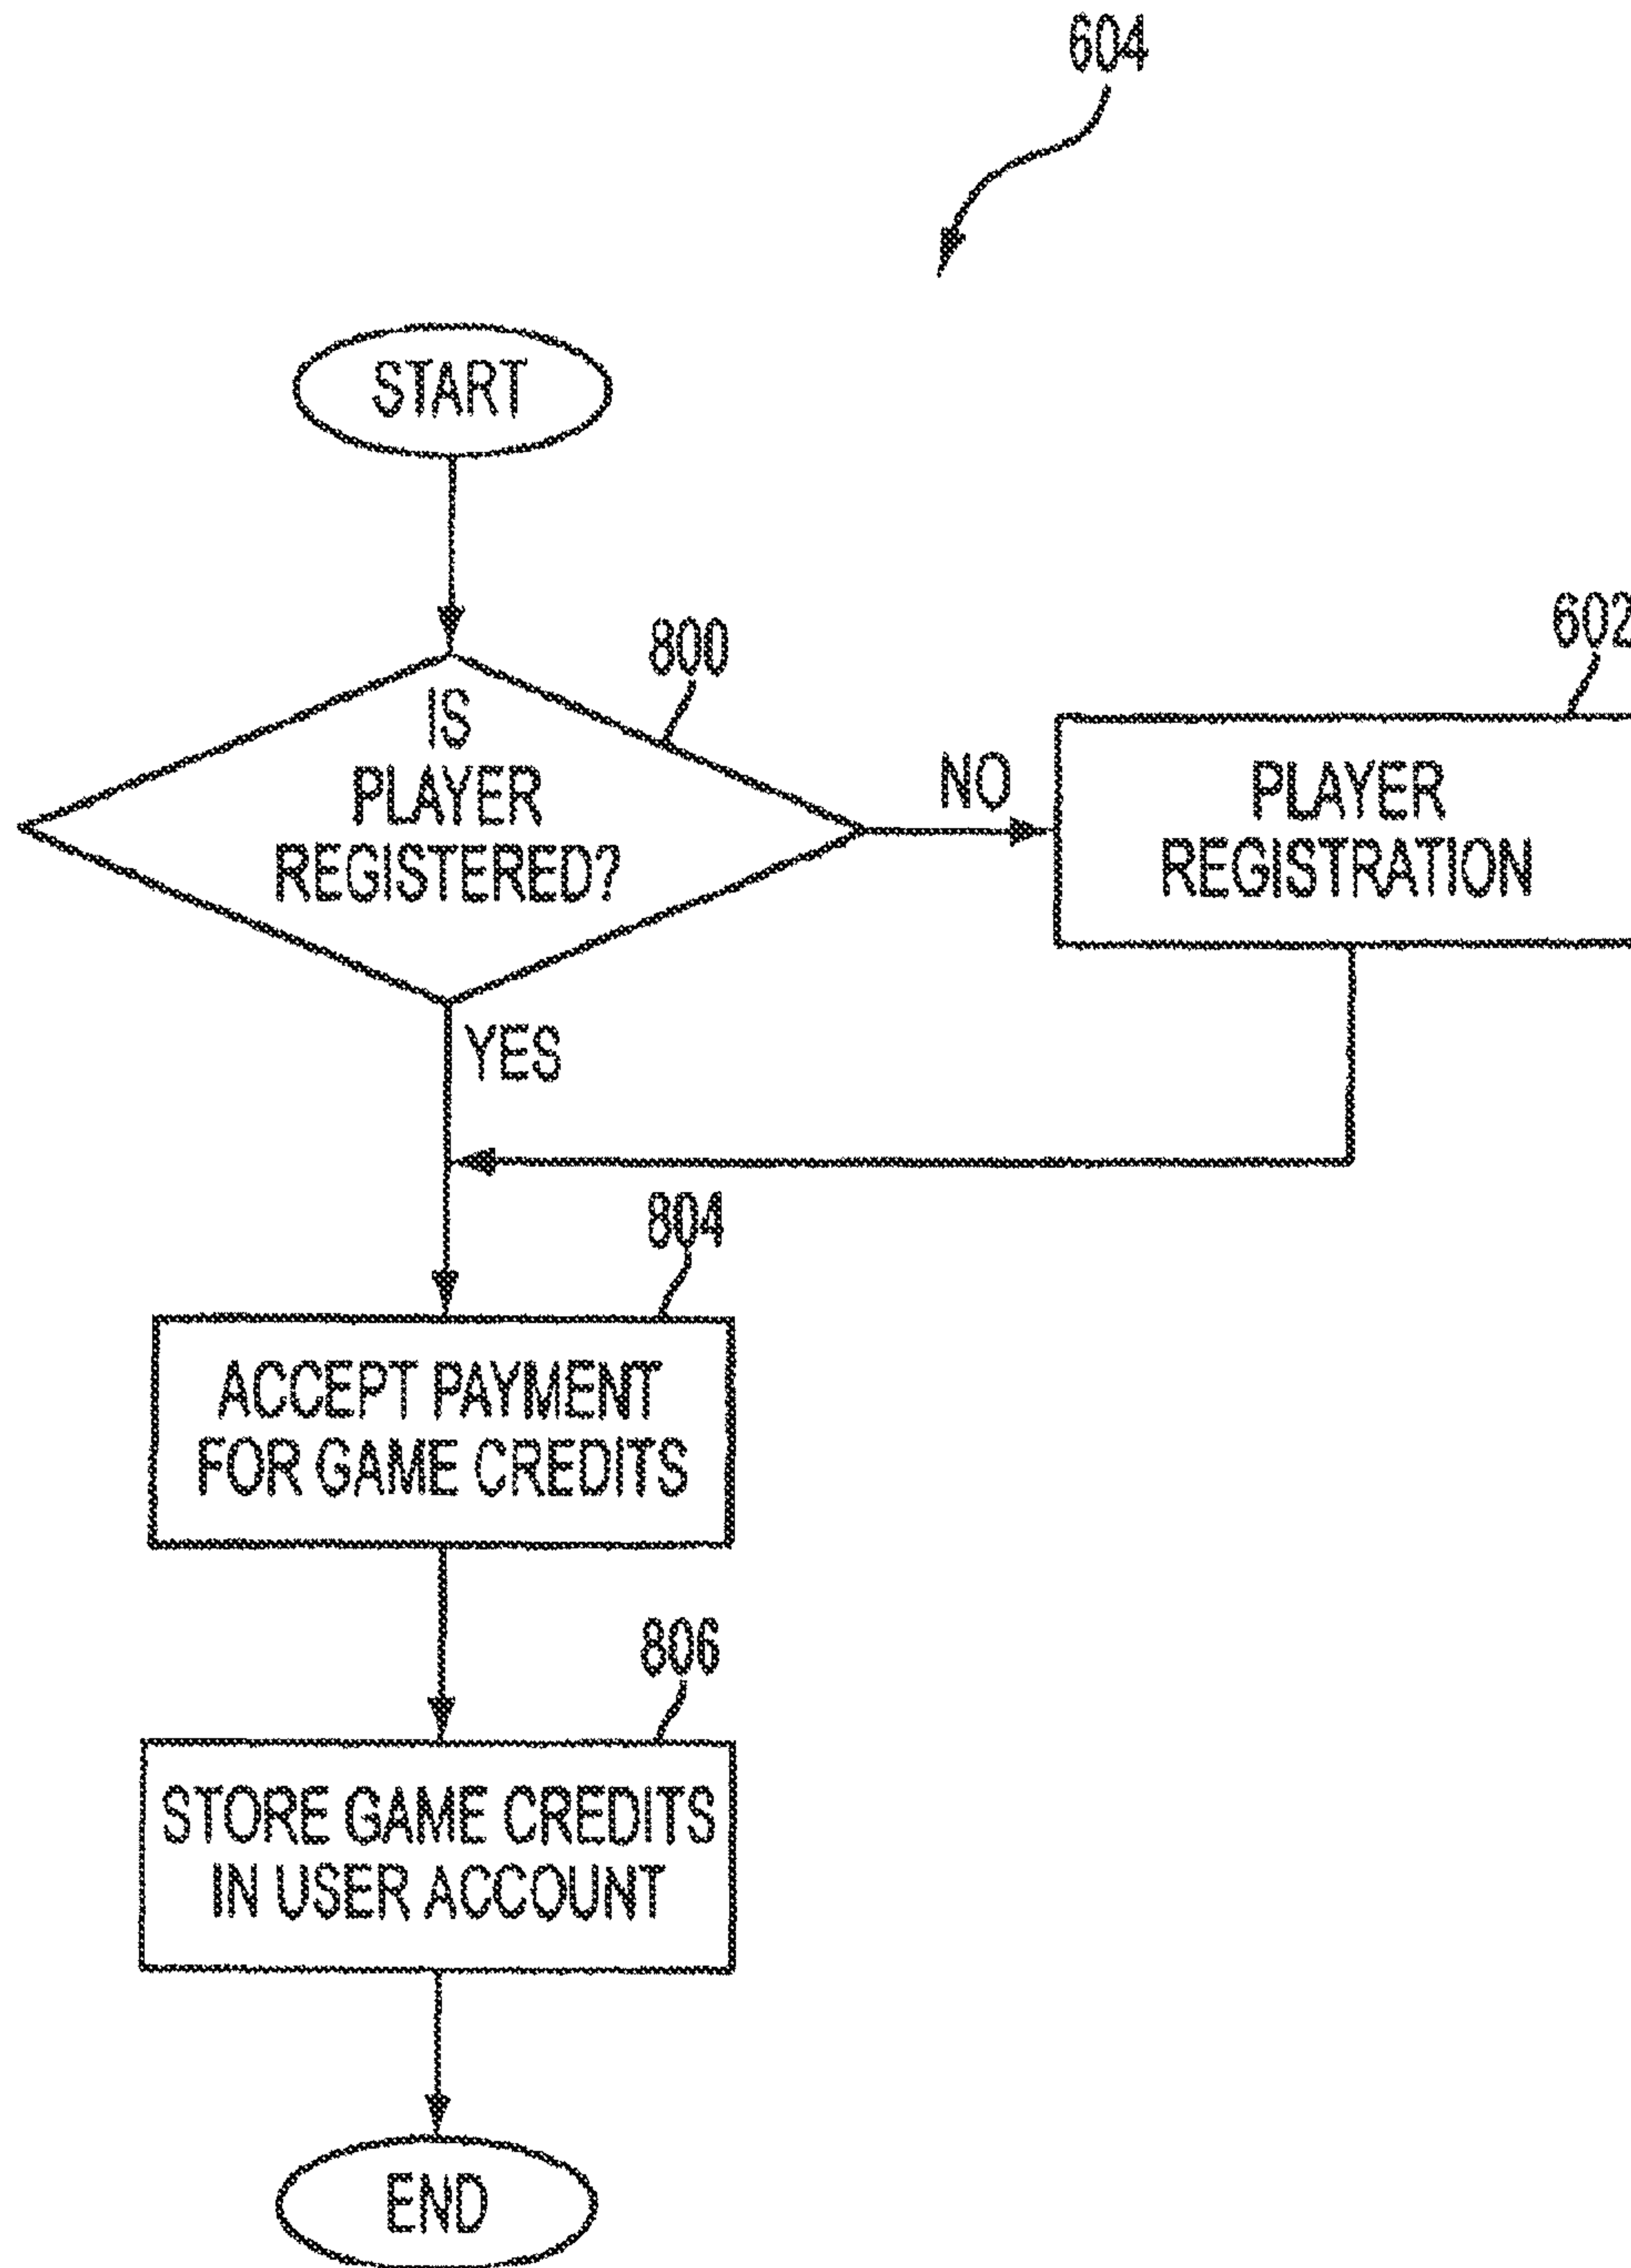 604
START
800
602
IS
PLAYER
REGISTERED?
NO
PLAYER
REGISTRATION
YES
804
ACCEPT PAYMENT
FOR GAME CREDITS
806
STORE GAME CREDITS
IN USER ACCOUNT
END